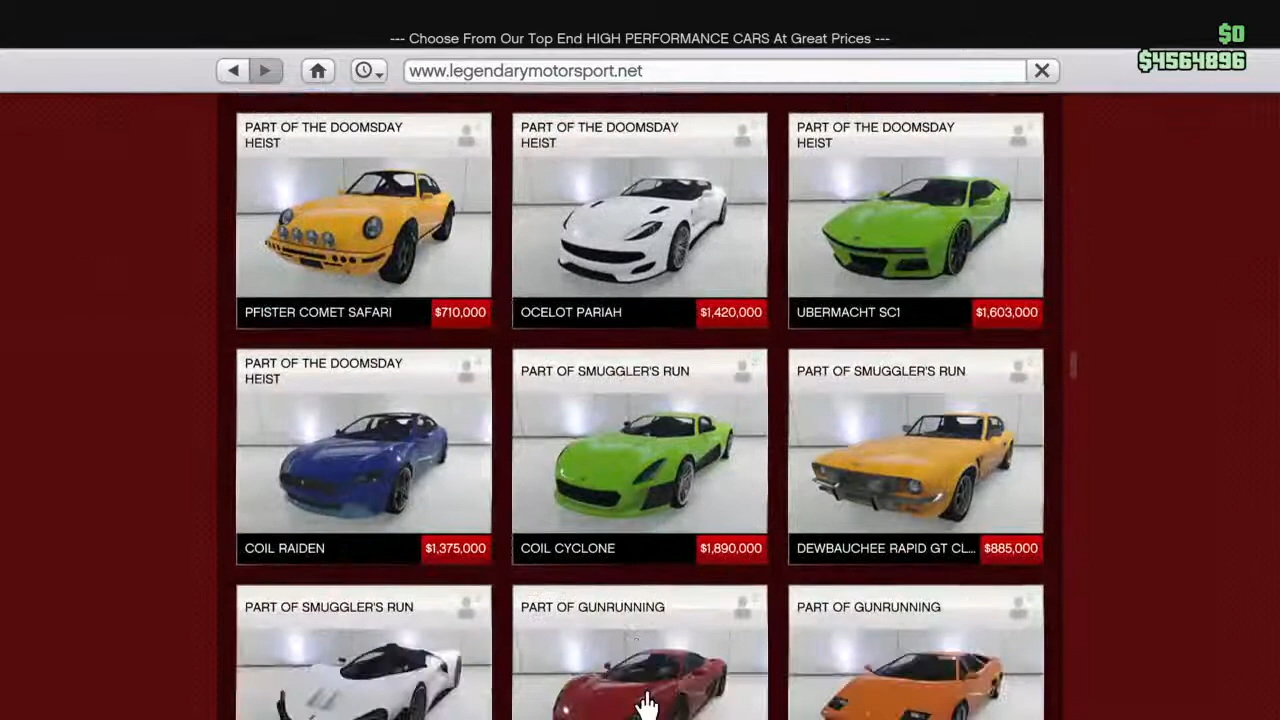 --- Choose From Our Top End HIGH PERFORMANCE CARS At Great Prices ---
$0
$4564896
www.legendarymotorsport.net
PART OF THE DOOMSDAY
HEIST
PFISTER COMET SAFARI $710,000
PART OF THE DOOMSDAY
HEIST
OCELOT PARIAH $1,420,000
PART OF THE DOOMSDAY
HEIST
UBERMACHT SC1 $1,603,000
PART OF THE DOOMSDAY
HEIST
COIL RAIDEN $1,375,000
PART OF SMUGGLER'S RUN
COIL CYCLONE $1,890,000
PART OF SMUGGLER'S RUN
DEWBAUCHEE RAPID GT CL... $885,000
PART OF SMUGGLER'S RUN
PART OF GUNRUNNING
PART OF GUNRUNNING